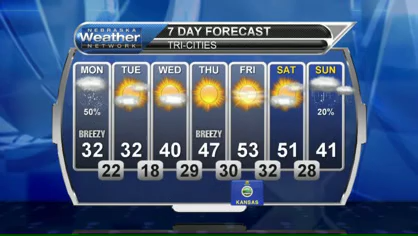 NEBRASKA
Weather
NETWORK
7 DAY FORECAST
TRI-CITIES
MON TUE WED THU FRI SAT SUN
50% 20%
BREEZY BREEZY
32 32 40 47 53 51 41
22 18 29 30 32 28
KANSAS